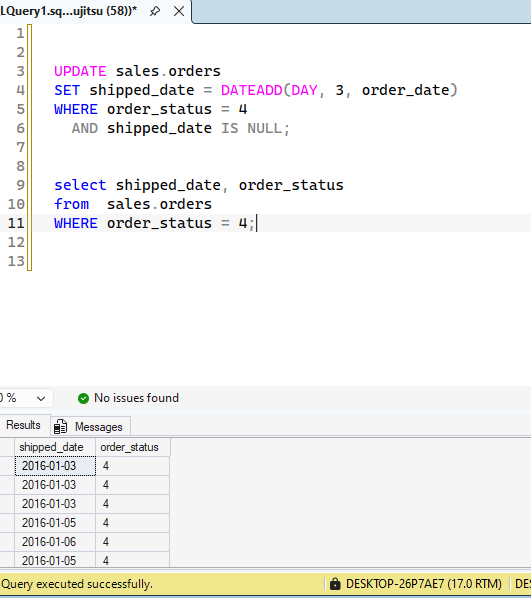 LQuery1.sq...ujitsu (58))*
1
2
3 UPDATE sales.orders
4 SET shipped_date = DATEADD(DAY, 3, order_date)
5 WHERE order_status = 4
6 AND shipped_date IS NULL;
7
8
9 select shipped_date, order_status
10 from sales.orders
11 WHERE order_status = 4;
12
13
0 % No issues found
Results Messages
shipped_date order_status
2016-01-03 4
2016-01-03 4
2016-01-03 4
2016-01-05 4
2016-01-06 4
2016-01-05 4
Query executed successfully. DESKTOP-26P7AE7 (17.0 RTM) DES